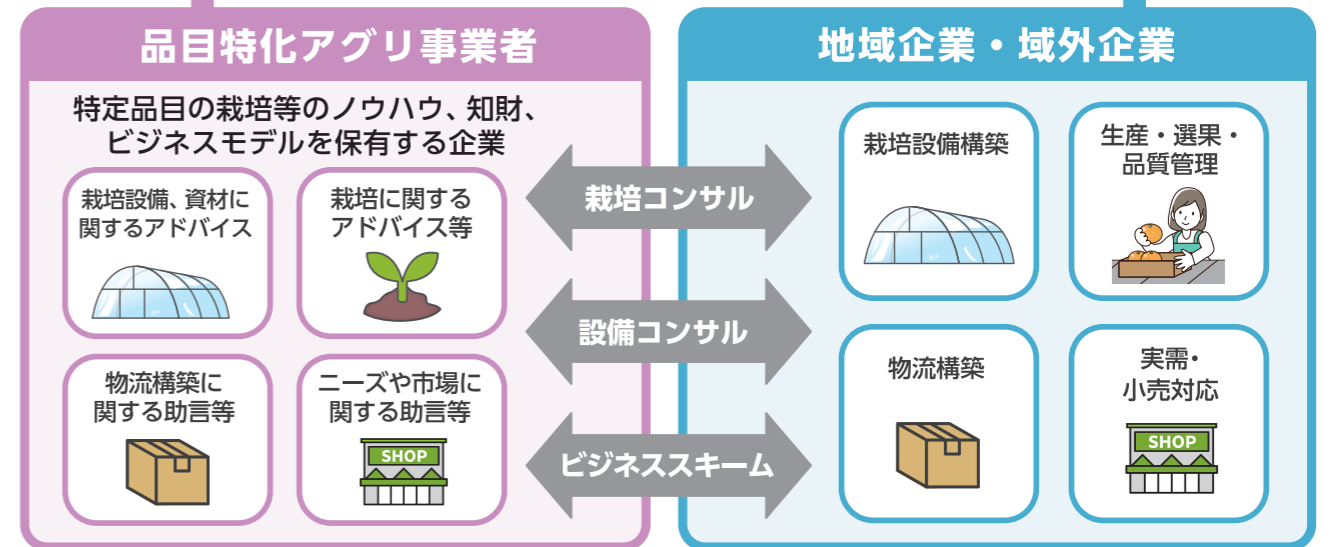 品目特化アグリ事業者
特定品目の栽培等のノウハウ、知財、
ビジネスモデルを保有する企業
栽培設備、資材に
関するアドバイス
栽培に関する
アドバイス等
物流構築に
関する助言等
ニーズや市場に
関する助言等
SHOP
栽培コンサル
設備コンサル
ビジネススキーム
地域企業・域外企業
栽培設備構築
生産・選果・
品質管理
物流構築
実需・
小売対応
SHOP